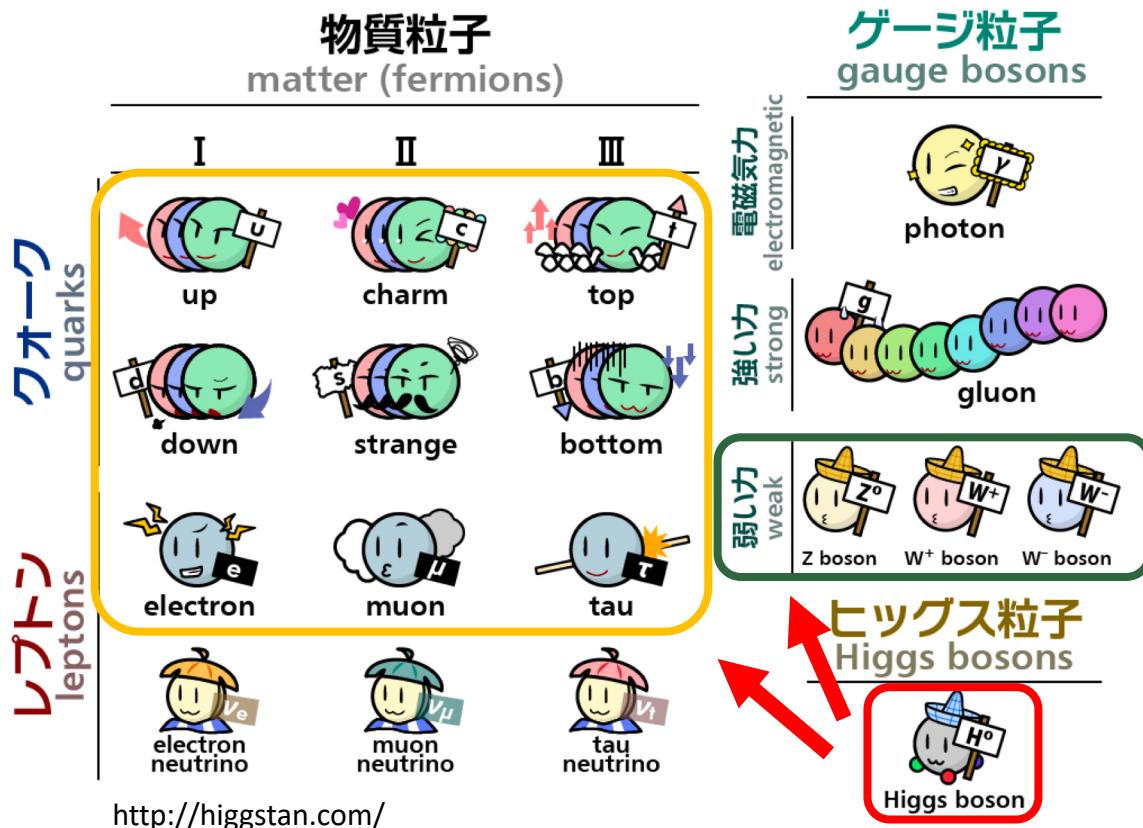 物質粒子
matter (fermions)
I
II
III
クォーク
quarks
u
up
c
charm
t
top
d
down
s
strange
b
bottom
レプトン
leptons
e
electron
μ
muon
τ
tau
νe
electron
neutrino
νμ
muon
neutrino
ντ
tau
neutrino
http://higgstan.com/
ゲージ粒子
gauge bosons
電磁気力
electromagnetic
γ
photon
強い力
strong
g
gluon
弱い力
weak
Z⁰
Z boson
W⁺
W⁺ boson
W⁻
W⁻ boson
ヒッグス粒子
Higgs bosons
H⁰
Higgs boson